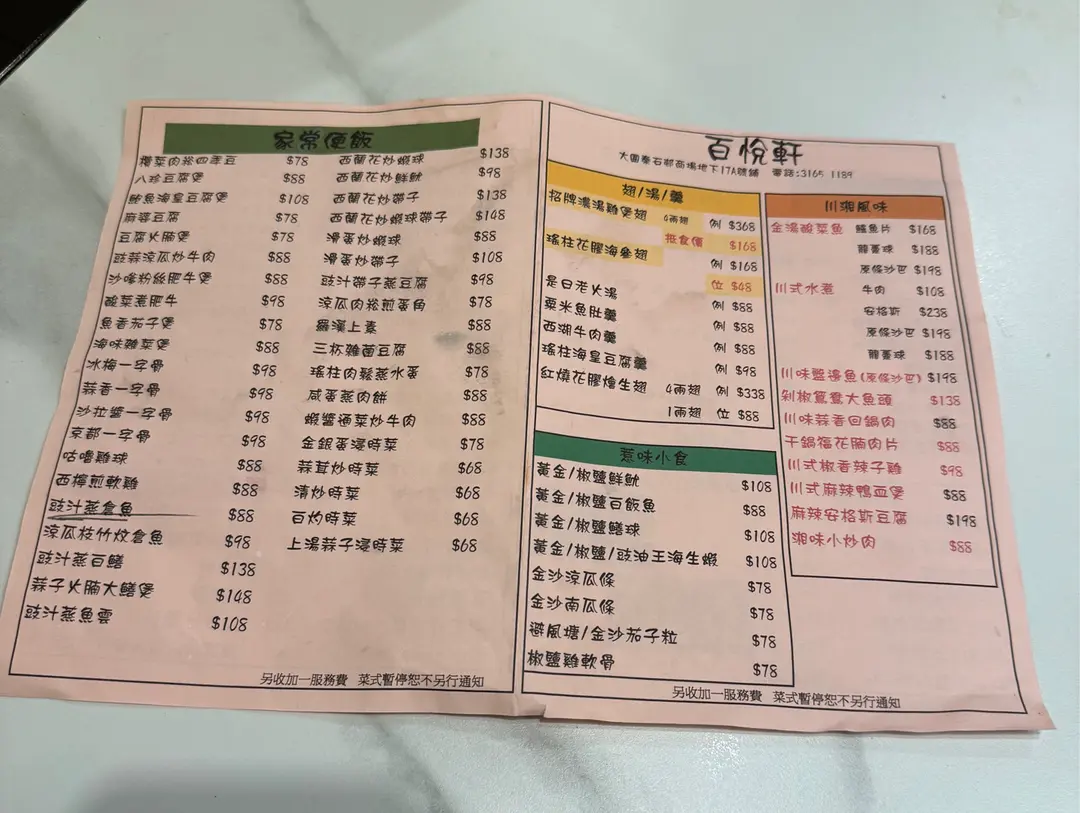 家常便飯
欖菜肉崧四季豆 $78
八珍豆腐煲 $88
鮑魚海皇豆腐煲 $108
麻婆豆腐 $78
豆腐火腩煲 $78
豉蒜涼瓜炒牛肉 $88
沙嗲粉絲肥牛煲 $88
酸菜煮肥牛 $98
魚香茄子煲 $78
海味雜菜煲 $88
冰梅一字骨 $98
蒜香一字骨 $98
沙拉醬一字骨 $98
京都一字骨 $98
咕嚕雞球 $88
西檸煎軟雞 $88
豉汁蒸倉魚 $88
涼瓜枝竹炆倉魚 $98
豉汁蒸白鱔 $138
蒜子火腩大鱔煲 $148
豉汁蒸魚雲 $108
西蘭花炒蝦球 $138
西蘭花炒鮮魷 $98
西蘭花炒帶子 $138
西蘭花炒蝦球帶子 $148
滑蛋炒蝦球 $88
滑蛋炒帶子 $108
豉汁帶子蒸豆腐 $98
涼瓜肉崧煎蛋角 $78
羅漢上素 $88
三杯雜菌豆腐 $88
瑤柱肉鬆蒸水蛋 $78
咸蛋蒸肉餅 $88
蝦醬通菜炒牛肉 $88
金銀蛋浸時菜 $78
蒜茸炒時菜 $68
清炒時菜 $68
白灼時菜 $68
上湯蒜子浸時菜 $68
另收加一服務費 菜式暫停恕不另行通知
百悅軒
大圍秦石邨商場地下17A號鋪 電話:3165 1189
翅/湯/羹
招牌濃湯雞煲翅 4両翅 例 $368
抵食價 $168
瑤柱花膠海參翅 例 $168
位 $48
是日老火湯 例 $88
粟米魚肚羹 例 $88
西湖牛肉羹 例 $88
瑤柱海皇豆腐羹 例 $98
紅燒花膠燴生翅 4両翅 例 $338
1両翅 位 $88
惹味小食
黃金/椒鹽鮮魷 $108
黃金/椒鹽白飯魚 $88
黃金/椒鹽鱔球 $108
黃金/椒鹽/豉油王海生蝦 $108
金沙涼瓜條 $78
金沙南瓜條 $78
避風塘/金沙茄子粒 $78
椒鹽雞軟骨 $78
川湘風味
金湯酸菜魚 鱸魚片 $168
龍躉球 $188
原條沙巴 $198
川式水煮 牛肉 $108
安格斯 $238
原條沙巴 $198
龍躉球 $188
川味盤邊魚(原條沙巴) $198
剁椒鴛鴦大魚頭 $138
川味蒜香回鍋肉 $88
干鍋福花腩肉片 $88
川式椒香辣子雞 $98
川式麻辣鴨血煲 $88
麻辣安格斯豆腐 $198
湘味小炒肉 $88
另收加一服務費 菜式暫停恕不另行通知